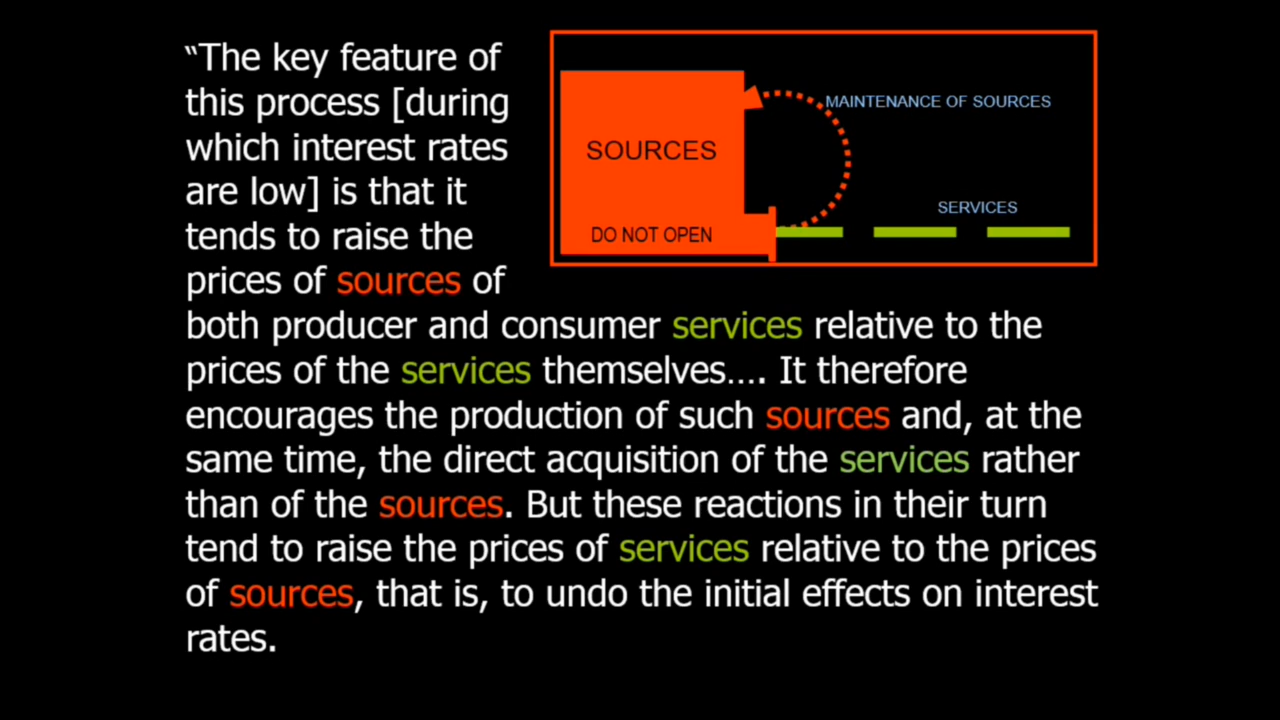 “The key feature of
this process [during
which interest rates
are low] is that it
tends to raise the
prices of sources of
both producer and consumer services relative to the
prices of the services themselves…. It therefore
encourages the production of such sources and, at the
same time, the direct acquisition of the services rather
than of the sources. But these reactions in their turn
tend to raise the prices of services relative to the prices
of sources, that is, to undo the initial effects on interest
rates.
MAINTENANCE OF SOURCES
SOURCES
SERVICES
DO NOT OPEN